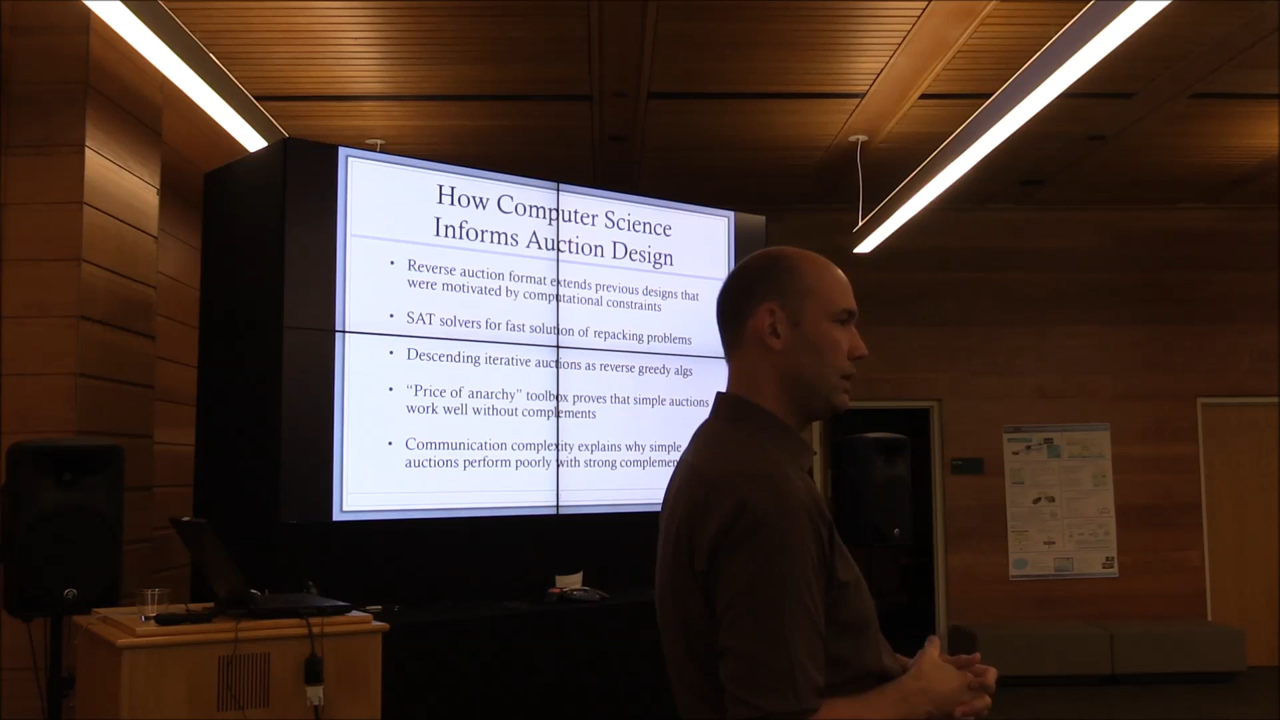 How Computer Science
Informs Auction Design
• Reverse auction format extends previous designs that
were motivated by computational constraints
• SAT solvers for fast solution of repacking problems
• Descending iterative auctions as reverse greedy algs
• “Price of anarchy” toolbox proves that simple auctions
work well without complements
• Communication complexity explains why simple
auctions perform poorly with strong